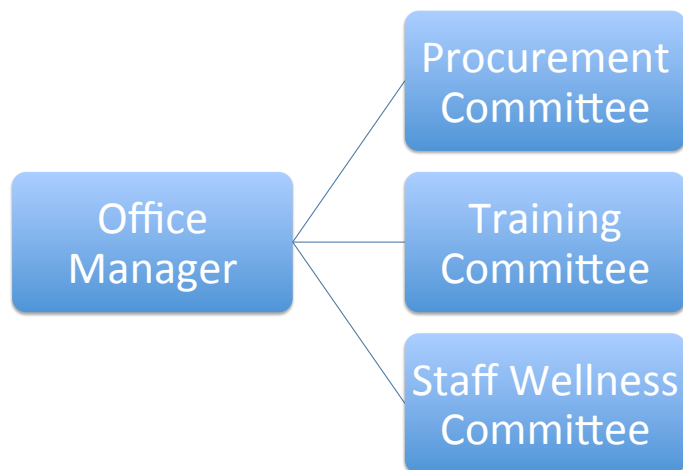 Procurement
Committee
Office
Manager
Training
Committee
Staff Wellness
Committee